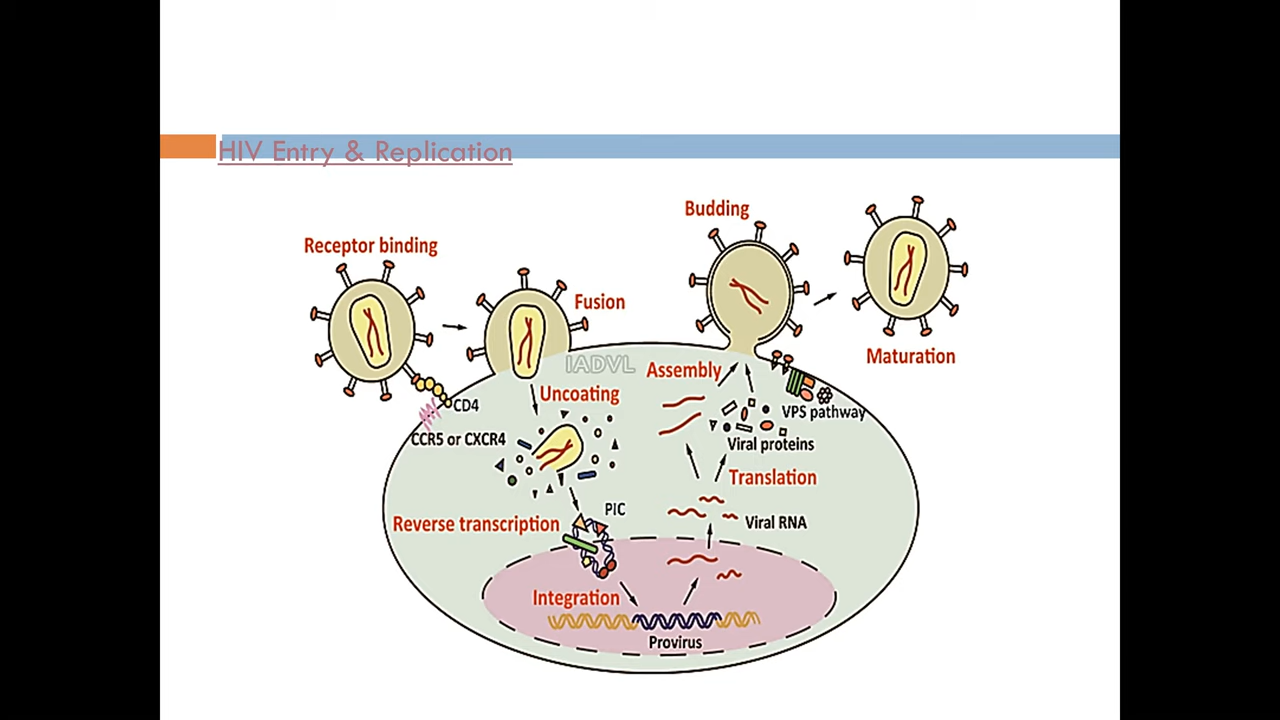 HIV Entry & Replication
Budding
Receptor binding
Fusion
Maturation
IADVL
Assembly
Uncoating
CD4
VPS pathway
CCR5 or CXCR4
Viral proteins
Translation
PIC
Reverse transcription
Viral RNA
Integration
Provirus